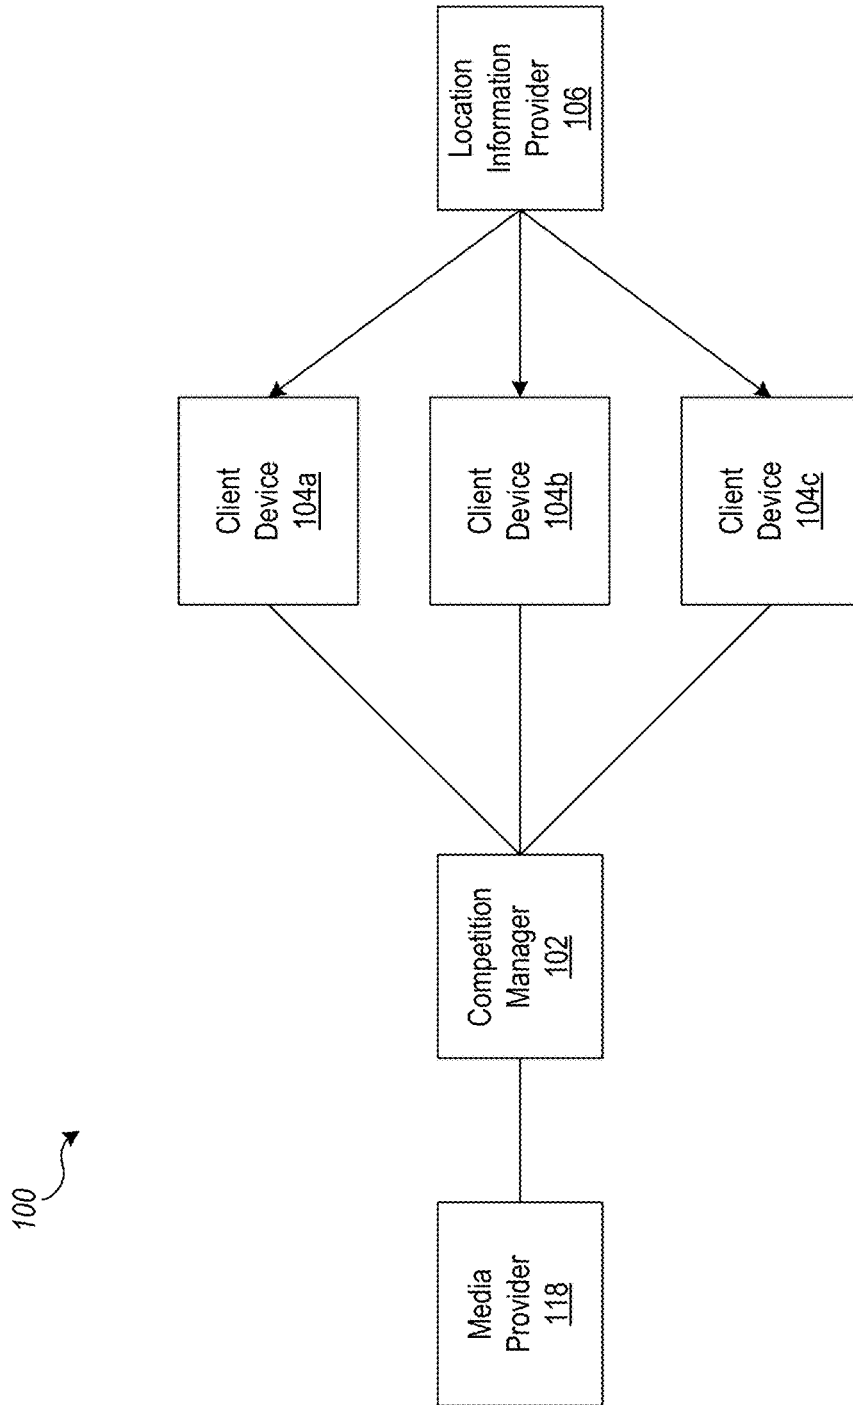 100
Media
Provider
118
Competition
Manager
102
Client
Device
104a
Client
Device
104b
Client
Device
104c
Location
Information
Provider
106